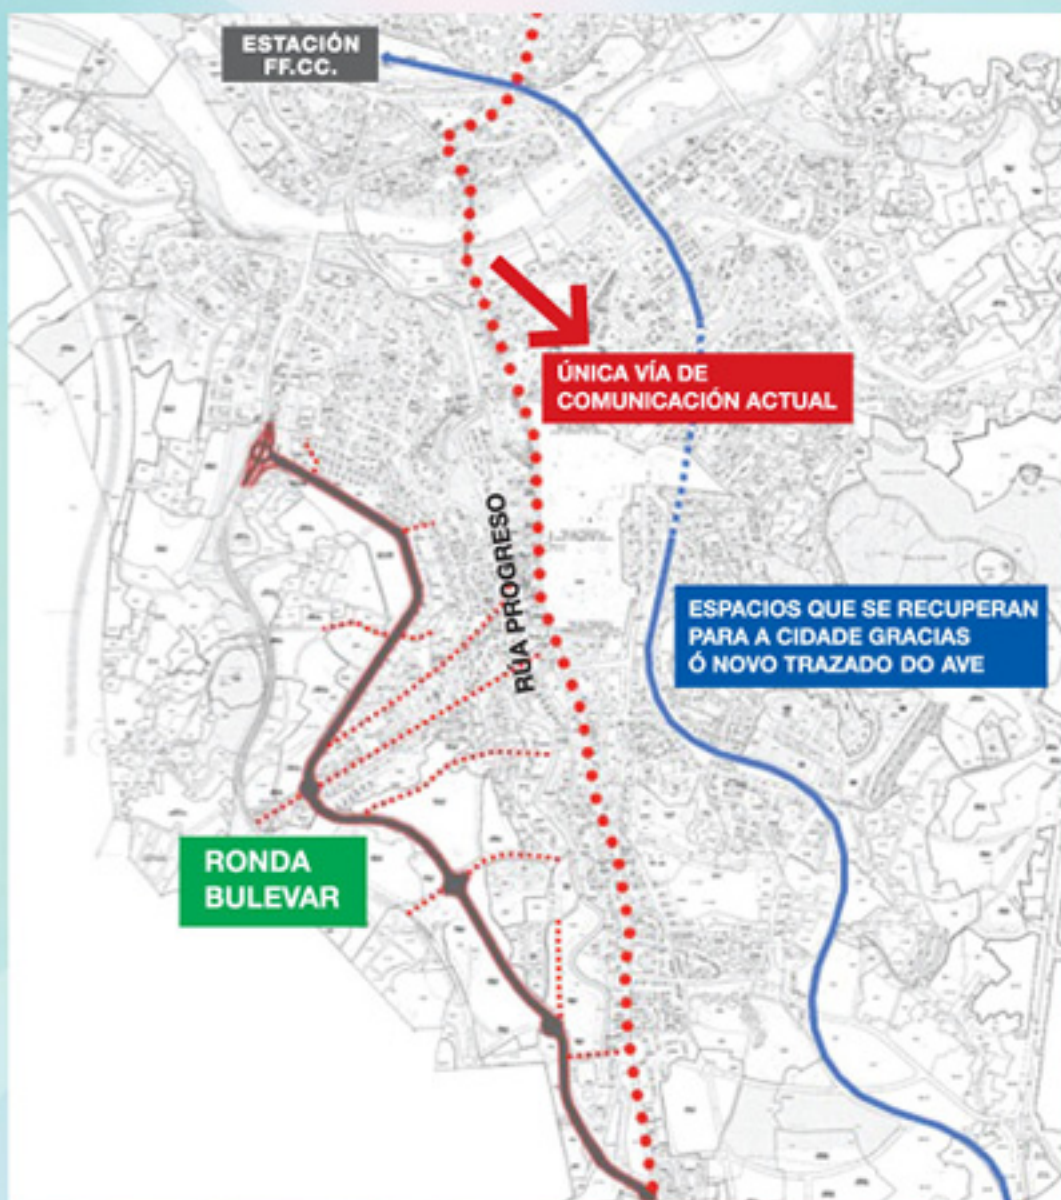 ESTACIÓN
FF.CC.
ÚNICA VÍA DE
COMUNICACIÓN ACTUAL
RÚA PROGRESO
ESPACIOS QUE SE RECUPERAN
PARA A CIDADE GRACIAS
Ó NOVO TRAZADO DO AVE
RONDA
BULEVAR